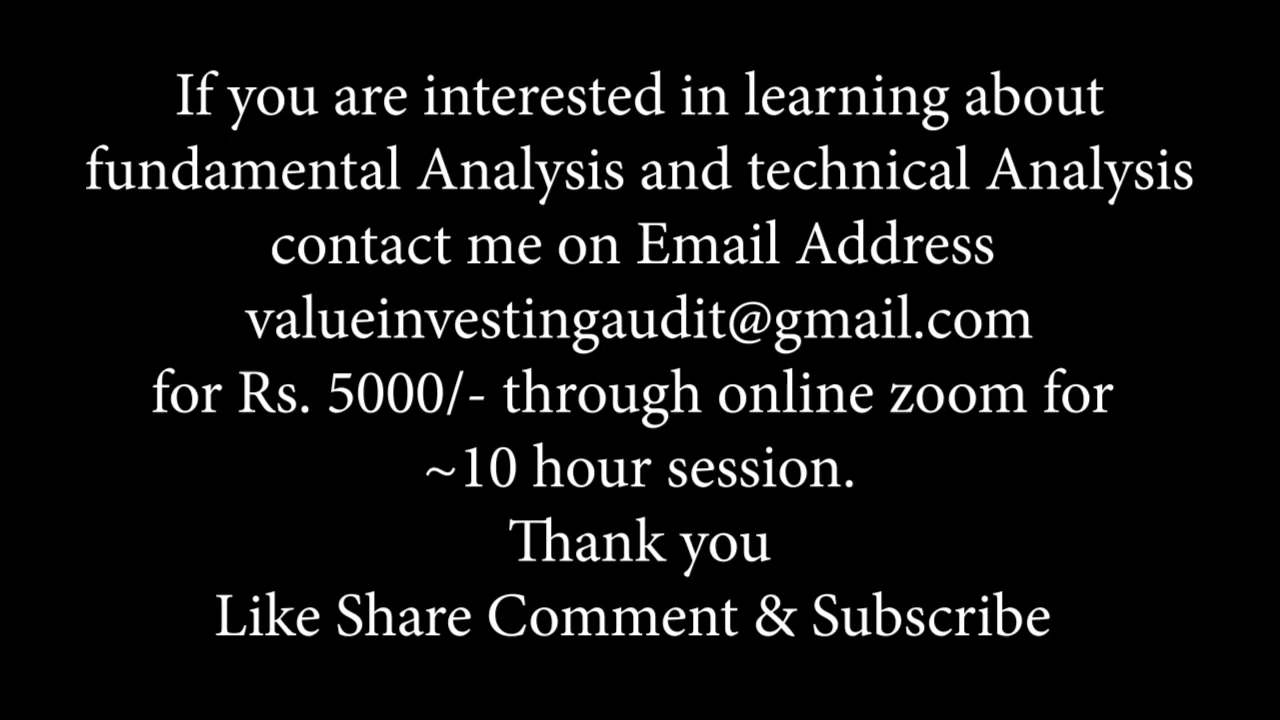 If you are interested in learning about
fundamental Analysis and technical Analysis
contact me on Email Address
valueinvestingaudit@gmail.com
for Rs. 5000/- through online zoom for
~10 hour session.
Thank you
Like Share Comment & Subscribe